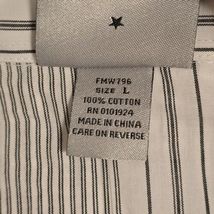 FMW796
SIZE L
100% COTTON
RN 0101924
MADE IN CHINA
CARE ON REVERSE